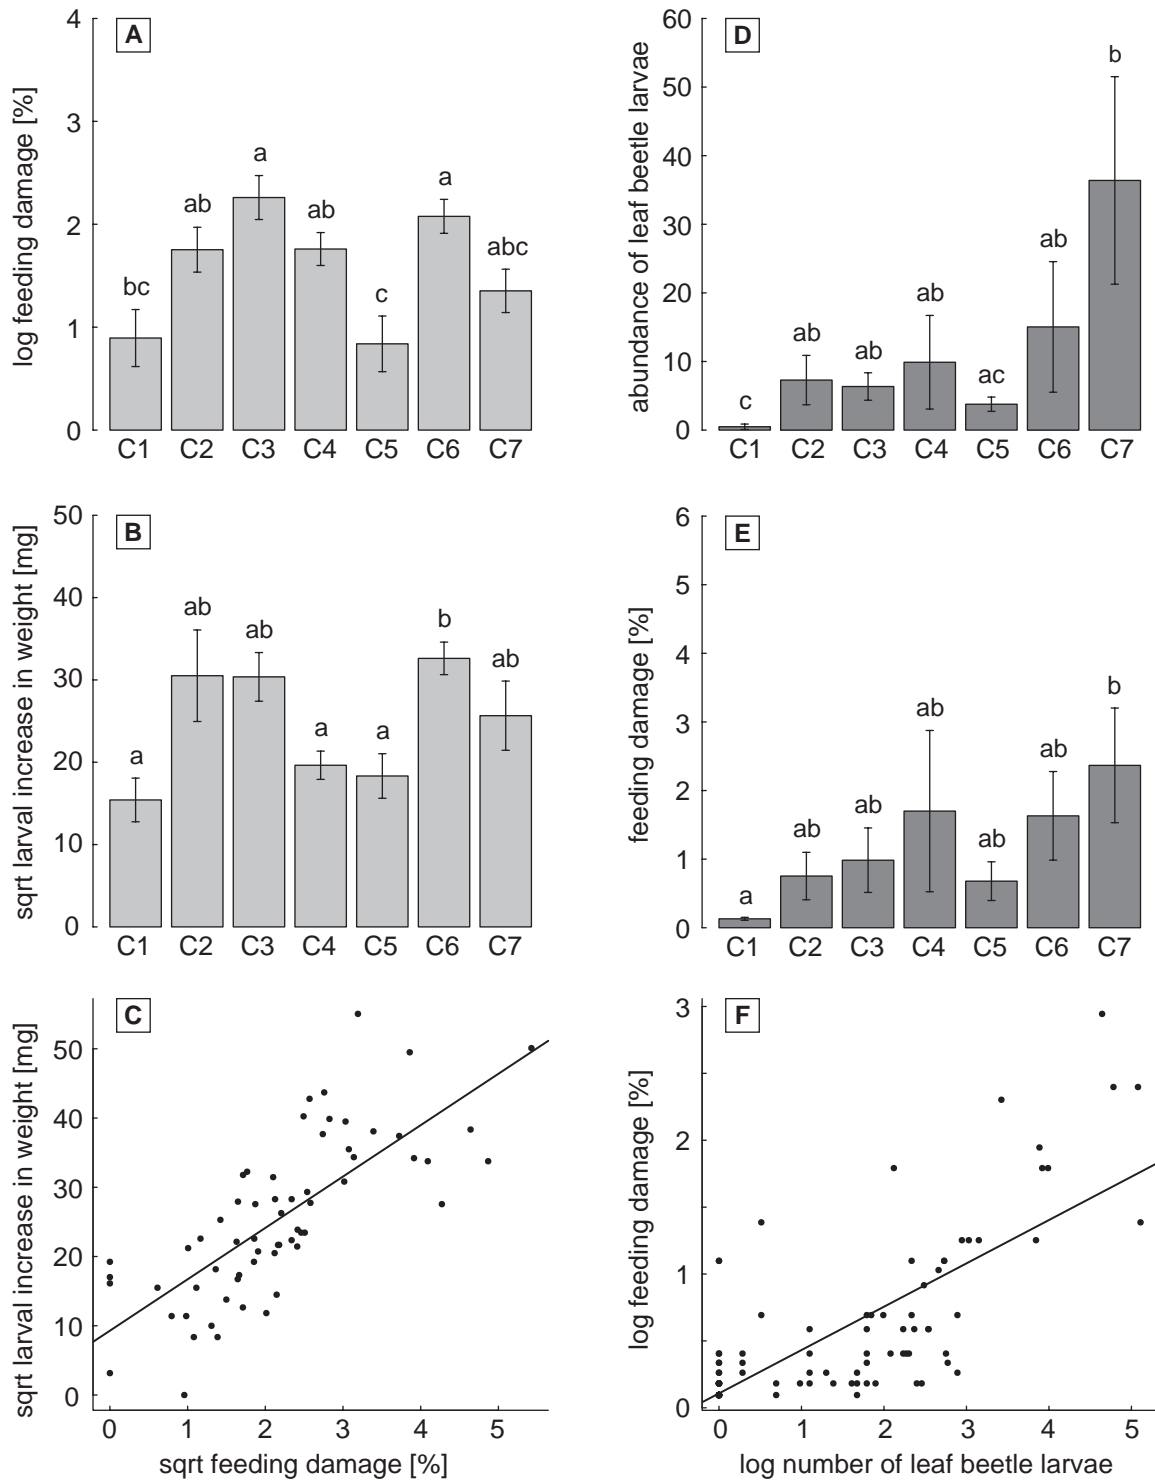 A
log feeding damage [%]
4
3
2
1
0
bc
ab
a
ab
c
a
abc
C1 C2 C3 C4 C5 C6 C7
D
abundance of leaf beetle larvae
60
50
40
30
20
10
0
c
ab
ab
ab
ac
ab
b
C1 C2 C3 C4 C5 C6 C7
B
sqrt larval increase in weight [mg]
50
40
30
20
10
0
a
ab
ab
a
a
b
ab
C1 C2 C3 C4 C5 C6 C7
E
feeding damage [%]
6
5
4
3
2
1
0
a
ab
ab
ab
ab
ab
b
C1 C2 C3 C4 C5 C6 C7
C
sqrt larval increase in weight [mg]
50
40
30
20
10
0
0 1 2 3 4 5
sqrt feeding damage [%]
F
log feeding damage [%]
3
2
1
0
0 1 2 3 4 5
log number of leaf beetle larvae